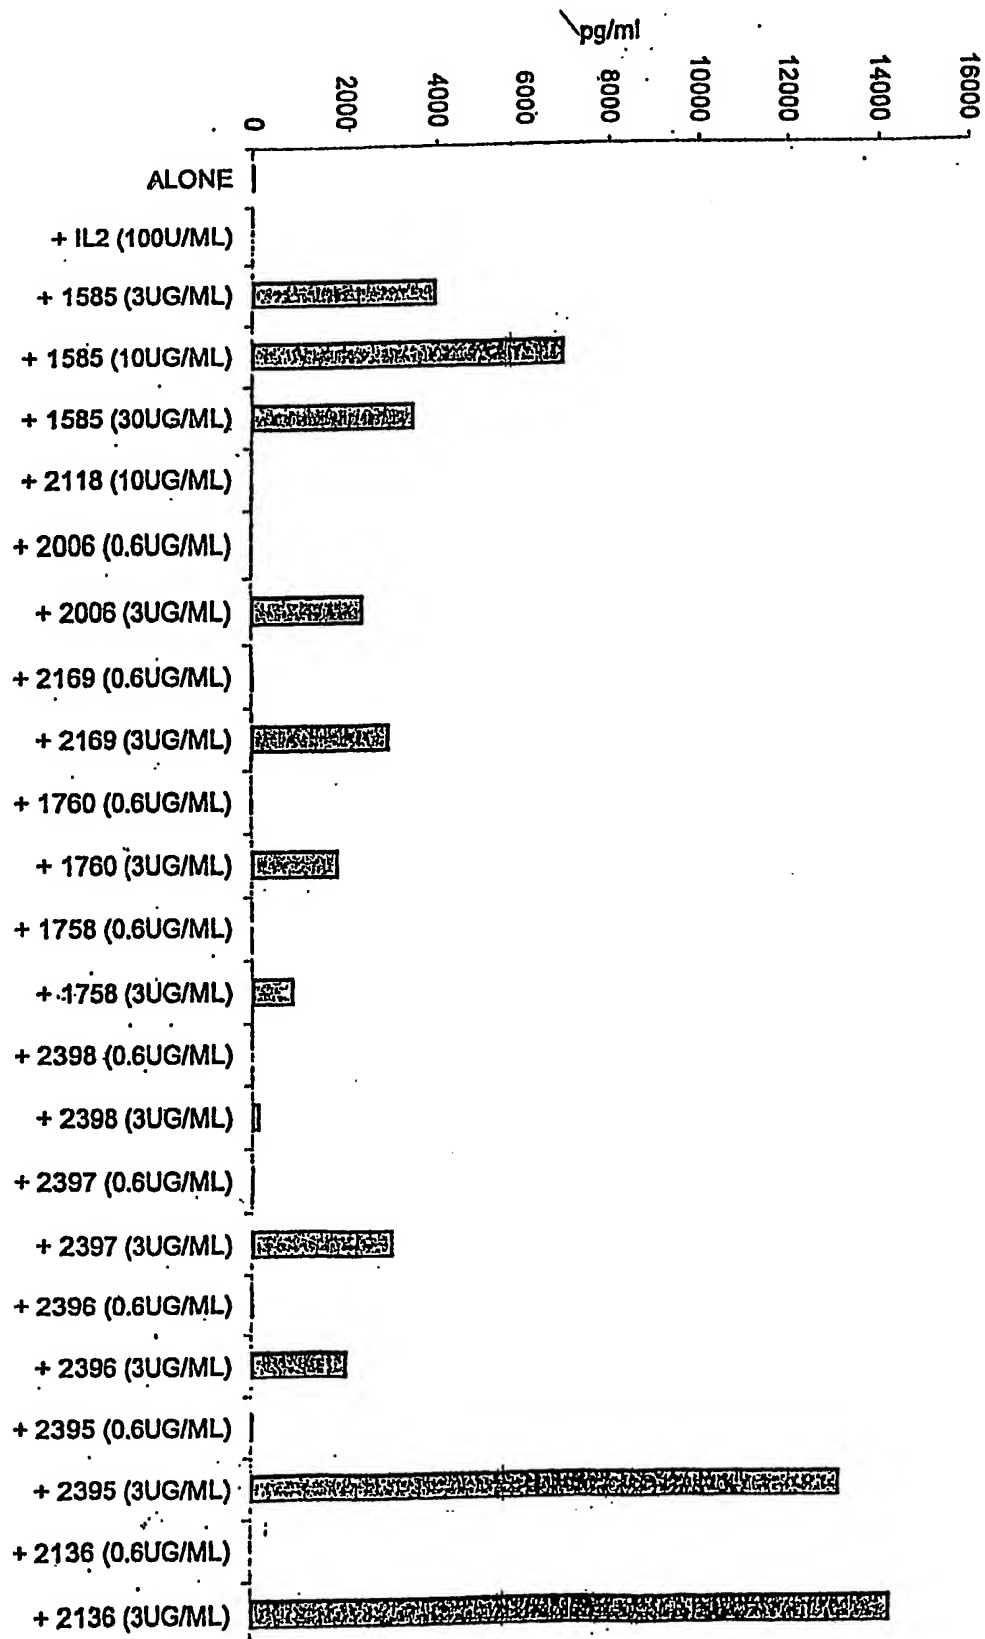 pg/ml
0
2000
4000
6000
8000
10000
12000
14000
16000
ALONE
+ IL2 (100U/ML)
+ 1585 (3UG/ML)
+ 1585 (10UG/ML)
+ 1585 (30UG/ML)
+ 2118 (10UG/ML)
+ 2006 (0.6UG/ML)
+ 2006 (3UG/ML)
+ 2169 (0.6UG/ML)
+ 2169 (3UG/ML)
+ 1760 (0.6UG/ML)
+ 1760 (3UG/ML)
+ 1758 (0.6UG/ML)
+ 1758 (3UG/ML)
+ 2398 (0.6UG/ML)
+ 2398 (3UG/ML)
+ 2397 (0.6UG/ML)
+ 2397 (3UG/ML)
+ 2396 (0.6UG/ML)
+ 2396 (3UG/ML)
+ 2395 (0.6UG/ML)
+ 2395 (3UG/ML)
+ 2136 (0.6UG/ML)
+ 2136 (3UG/ML)